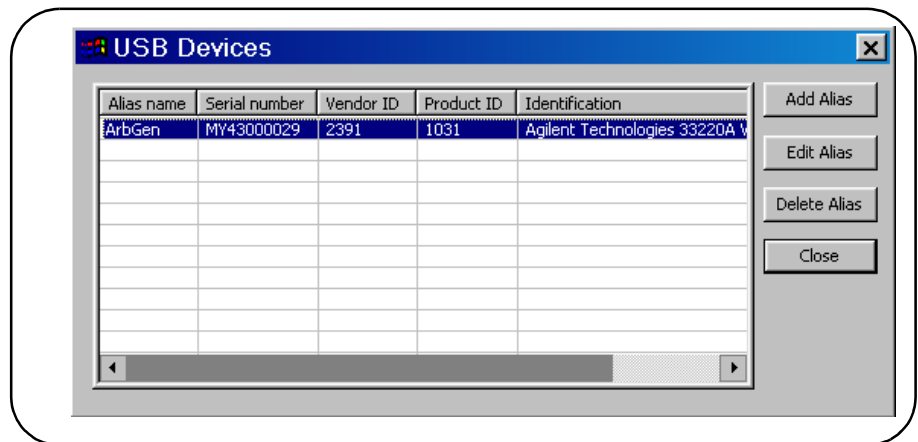 USB Devices
Alias name Serial number Vendor ID Product ID Identification
ArbGen MY43000029 2391 1031 Agilent Technologies 33220A
Add Alias
Edit Alias
Delete Alias
Close